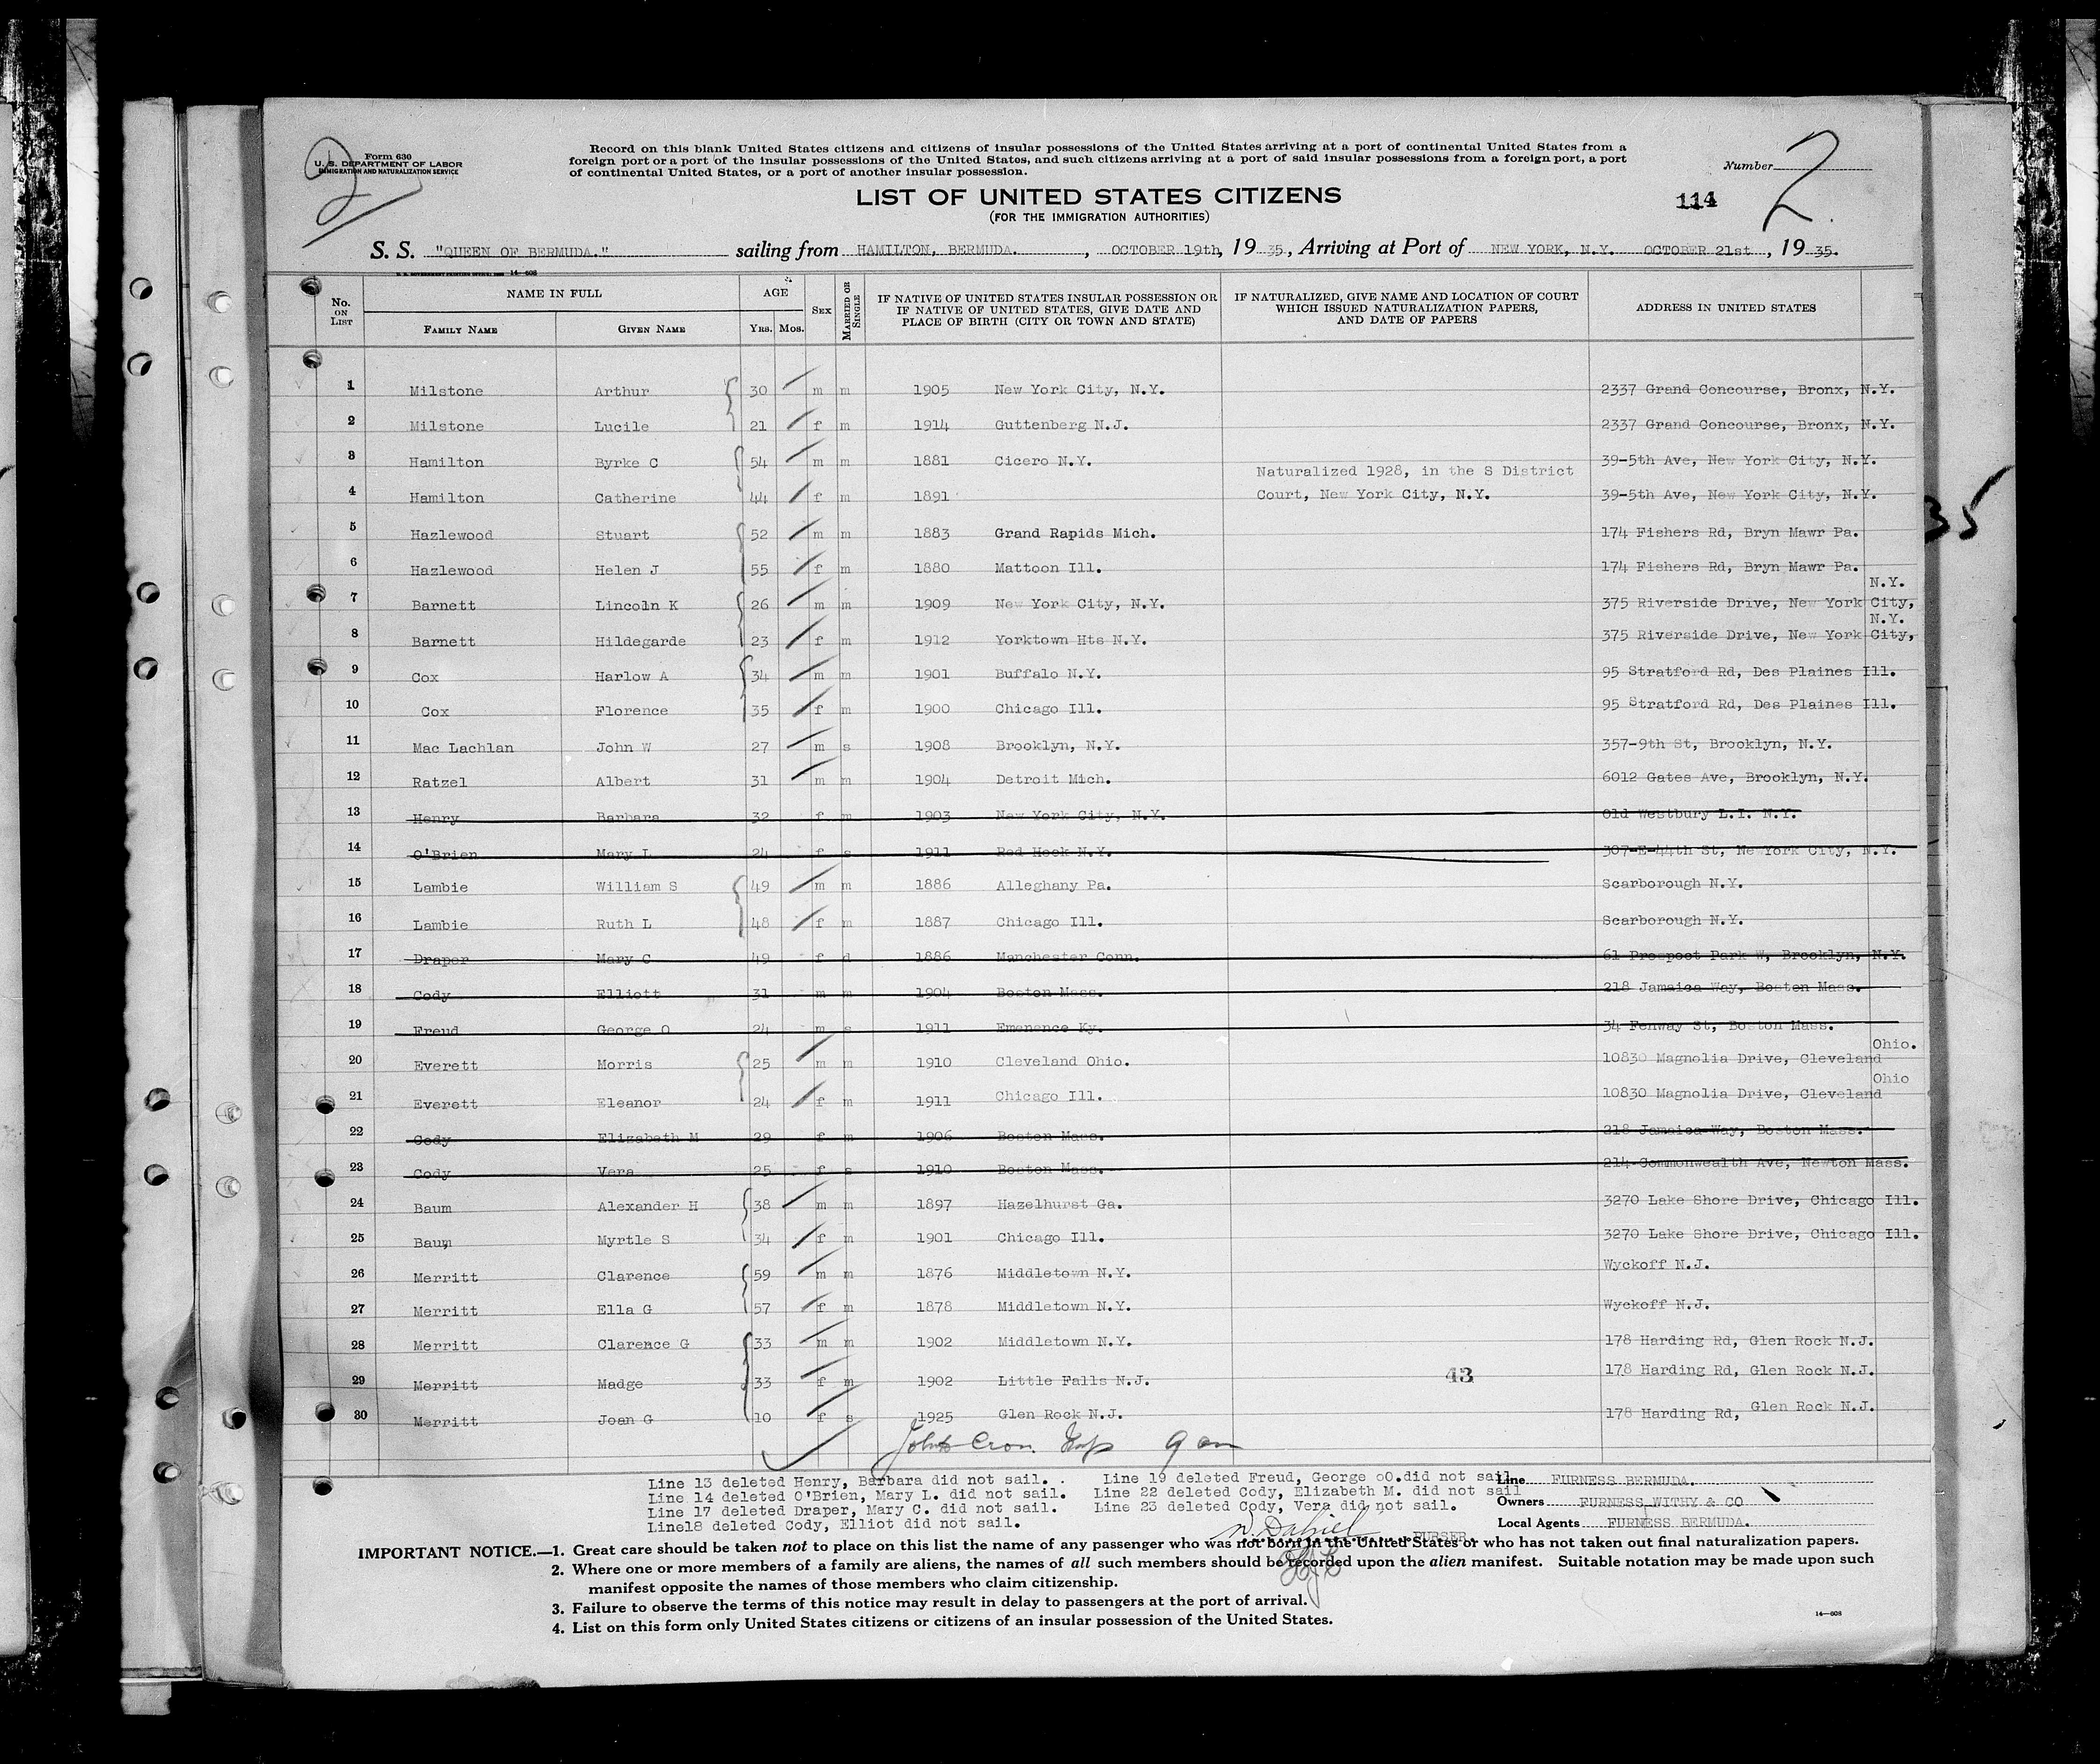 Form 630
U. S. DEPARTMENT OF LABOR
IMMIGRATION AND NATURALIZATION SERVICE
2
Record on this blank United States citizens and citizens of insular possessions of the United States arriving at a port of continental United States from a
foreign port or a port of the insular possessions of the United States, and such citizens arriving at a port of said insular possessions from a foreign port, a port
of continental United States, or a port of another insular possession.
Number 2
LIST OF UNITED STATES CITIZENS
(FOR THE IMMIGRATION AUTHORITIES)
114
S. S. "QUEEN OF BERMUDA." sailing from HAMILTON, BERMUDA. , OCTOBER 19th, 19 35, Arriving at Port of NEW YORK, N.Y. OCTOBER 21st , 19 35.
U. S. GOVERNMENT PRINTING OFFICE 14—608
No. ON LIST NAME IN FULL FAMILY NAME GIVEN NAME AGE YRS. MOS. SEX MARRIED OR SINGLE IF NATIVE OF UNITED STATES INSULAR POSSESSION OR IF NATIVE OF UNITED STATES, GIVE DATE AND PLACE OF BIRTH (CITY OR TOWN AND STATE) IF NATURALIZED, GIVE NAME AND LOCATION OF COURT WHICH ISSUED NATURALIZATION PAPERS, AND DATE OF PAPERS ADDRESS IN UNITED STATES
1 Milstone Arthur 30 m m 1905 New York City, N.Y. 2337 Grand Concourse, Bronx, N.Y.
2 Milstone Lucile 21 f m 1914 Guttenberg N.J. 2337 Grand Concourse, Bronx, N.Y.
3 Hamilton Byrke C 54 m m 1881 Cicero N.Y. 39-5th Ave, New York City, N.Y.
Naturalized 1928, in the S District
4 Hamilton Catherine 44 f m 1891 Court, New York City, N.Y. 39-5th Ave, New York City, N.Y.
5 Hazlewood Stuart 52 m m 1883 Grand Rapids Mich. 174 Fishers Rd, Bryn Mawr Pa.
35
6 Hazlewood Helen J 55 f m 1880 Mattoon Ill. 174 Fishers Rd, Bryn Mawr Pa.
N.Y.
7 Barnett Lincoln K 26 m m 1909 New York City, N.Y. 375 Riverside Drive, New York City,
N.Y.
8 Barnett Hildegarde 23 f m 1912 Yorktown Hts N.Y. 375 Riverside Drive, New York City,
9 Cox Harlow A 34 m m 1901 Buffalo N.Y. 95 Stratford Rd, Des Plaines Ill.
10 Cox Florence 35 f m 1900 Chicago Ill. 95 Stratford Rd, Des Plaines Ill.
11 Mac Lachlan John W 27 m s 1908 Brooklyn, N.Y. 357-9th St, Brooklyn, N.Y.
12 Ratzel Albert 31 m m 1904 Detroit Mich. 6012 Gates Ave, Brooklyn, N.Y.
13 Henry Barbara 32 f m 1903 New York City, N.Y. Old Westbury L.I. N.Y.
14 O'Brien Mary L 24 f s 1911 Red Hook N.Y. 307-E-44th St, NewYork City, N.Y.
15 Lambie William S 49 m m 1886 Alleghany Pa. Scarborough N.Y.
16 Lambie Ruth L 48 f m 1887 Chicago Ill. Scarborough N.Y.
17 Draper Mary C 49 f d 1886 Manchester Conn. 61 Prospect Park W, Brooklyn, N.Y.
18 Cody Elliott 31 m m 1904 Boston Mass. 218 Jamaica Way, Boston Mass.
19 Freud George O 24 m s 1911 Emenence Ky. 34 Fenway St, Boston Mass.
Ohio.
20 Everett Morris 25 m m 1910 Cleveland Ohio. 10830 Magnolia Drive, Cleveland
Ohio
21 Everett Eleanor 24 f m 1911 Chicago Ill. 10830 Magnolia Drive, Cleveland
22 Cody Elizabeth M 29 f m 1906 Boston Mass. 218 Jamaica Way, Boston Mass.
23 Cody Vera 25 f s 1910 Boston Mass. 214 Commonwealth Ave, Newton Mass.
24 Baum Alexander H 38 m m 1897 Hazelhurst Ga. 3270 Lake Shore Drive, Chicago Ill.
25 Baum Myrtle S 34 f m 1901 Chicago Ill. 3270 Lake Shore Drive, Chicago Ill.
26 Merritt Clarence 59 m m 1876 Middletown N.Y. Wyckoff N.J.
27 Merritt Ella G 57 f m 1878 Middletown N.Y. Wyckoff N.J.
28 Merritt Clarence G 33 m m 1902 Middletown N.Y. 178 Harding Rd, Glen Rock N.J.
29 Merritt Madge 33 f m 1902 Little Falls N.J. 43 178 Harding Rd, Glen Rock N.J.
30 Merritt Joan G 10 f s 1925 Glen Rock N.J. 178 Harding Rd, Glen Rock N.J.
Line 13 deleted Henry, Barbara did not sail. . Line 19 deleted Freud, George oO.did not sail
Line 14 deleted O'Brien, Mary L. did not sail. Line 22 deleted Cody, Elizabeth M. did not sail
Line 17 deleted Draper, Mary C. did not sail. Line 23 deleted Cody, Vera did not sail.
Line18 deleted Cody, Elliot did not sail.
PURSER.
Line FURNESS BERMUDA.
Owners FURNESS WITHY & CO
Local Agents FURNESS BERMUDA.
IMPORTANT NOTICE.—1. Great care should be taken not to place on this list the name of any passenger who was not born in the United States or who has not taken out final naturalization papers.
2. Where one or more members of a family are aliens, the names of all such members should be recorded upon the alien manifest. Suitable notation may be made upon such
manifest opposite the names of those members who claim citizenship.
3. Failure to observe the terms of this notice may result in delay to passengers at the port of arrival.
4. List on this form only United States citizens or citizens of an insular possession of the United States.
14—608